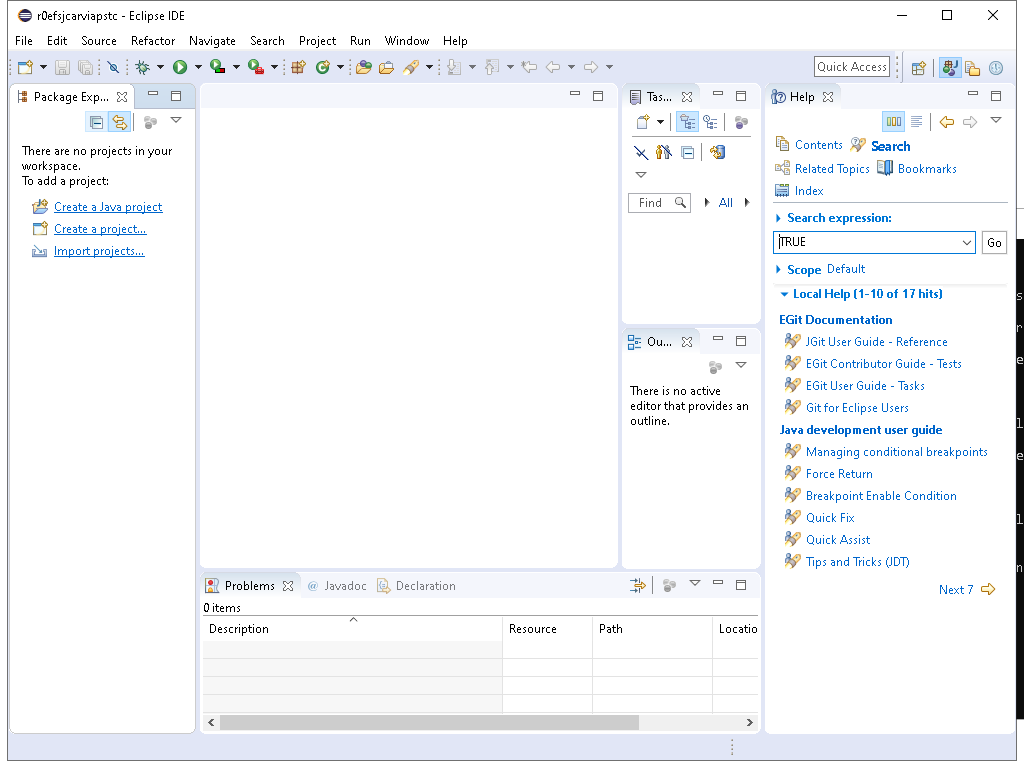 r0efsjcarviapstc - Eclipse IDE
File Edit Source Refactor Navigate Search Project Run Window Help
Quick Access
Package Exp...
There are no projects in your
workspace.
To add a project:
Create a Java project
Create a project...
Import projects...
Tas...
Find
All
Ou...
There is no active
editor that provides an
outline.
Help
Contents Search
Related Topics Bookmarks
Index
Search expression:
TRUE
Go
Scope Default
Local Help (1-10 of 17 hits)
EGit Documentation
JGit User Guide - Reference
EGit Contributor Guide - Tests
EGit User Guide - Tasks
Git for Eclipse Users
Java development user guide
Managing conditional breakpoints
Force Return
Breakpoint Enable Condition
Quick Fix
Quick Assist
Tips and Tricks (JDT)
Next 7
Problems @ Javadoc Declaration
0 items
Description Resource Path Locatio